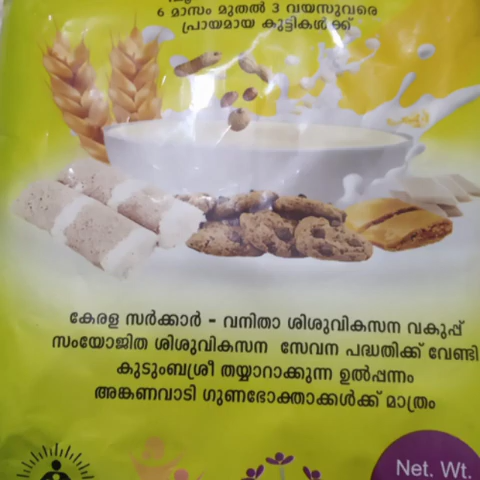 6 മാസം മുതൽ 3 വയസുവരെ
പ്രായമായ കുട്ടികൾക്ക്
കേരള സർക്കാർ - വനിതാ ശിശുവികസന വകുപ്പ്
സംയോജിത ശിശുവികസന സേവന പദ്ധതിക്ക് വേണ്ടി
കുടുംബശ്രീ തയ്യാറാക്കുന്ന ഉൽപ്പന്നം
അങ്കണവാടി ഗുണഭോക്താക്കൾക്ക് മാത്രം
Net. Wt.